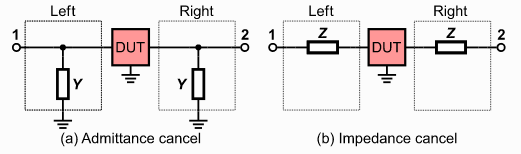 Left Right Left Right
1 2 1 Z Z 2
DUT DUT
Y Y
(a) Admittance cancel (b) Impedance cancel